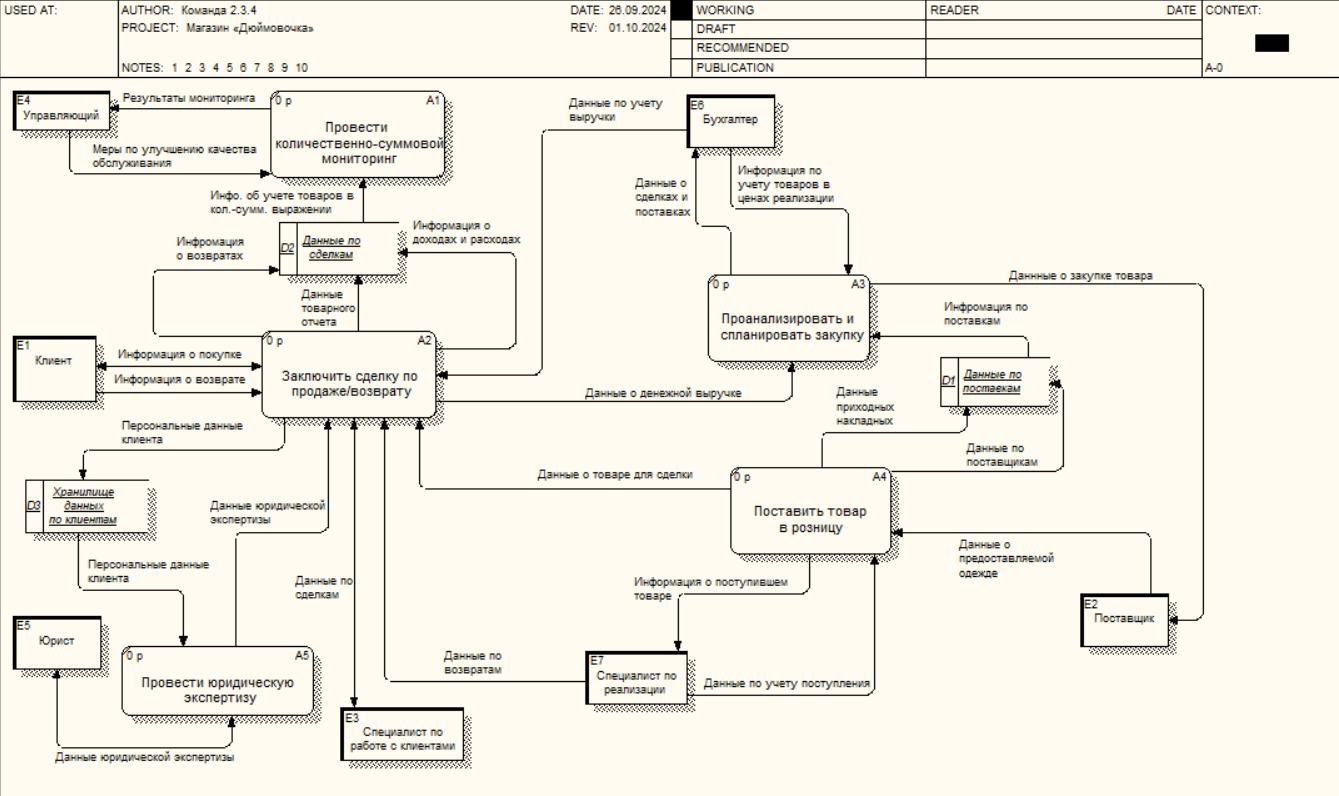 USED AT:
AUTHOR: Команда 2.3.4
DATE: 26.09.2024
WORKING
READER
DATE
CONTEXT:
PROJECT: Магазин «Дюймовочка»
REV: 01.10.2024
DRAFT
RECOMMENDED
NOTES: 1 2 3 4 5 6 7 8 9 10
PUBLICATION
A-0
E4
Управляющий
Результаты мониторинга
0 р
A1
Провести
количественно-суммовой
мониторинг
Меры по улучшению качества
обслуживания
Данные по учету
выручки
E6
Бухгалтер
Данные о
сделках и
поставках
Информация по
учету товаров в
ценах реализации
Инфо. об учете товаров в
кол.-сумм. выражении
Инфромация
о возвратах
D2
Данные по
сделкам
Информация о
доходах и расходах
Данные
товарного
отчета
0 р
A3
Проанализировать и
спланировать закупку
Даннные о закупке товара
Инфромация по
поставкам
E1
Клиент
Информация о покупке
Информация о возврате
0 р
A2
Заключить сделку по
продаже/возврату
Данные о денежной выручке
D1
Данные по
поставкам
Данные
приходных
накладных
Данные по
поставщикам
Персональные данные
клиента
D3
Хранилище
данных
по клиентам
Данные юридической
экспертизы
Данные о товаре для сделки
0 р
A4
Поставить товар
в розницу
Данные о
предоставляемой
одежде
Персональные данные
клиента
Данные по
сделкам
Информация о поступившем
товаре
E2
Поставщик
E5
Юрист
0 р
A5
Провести юридическую
экспертизу
Данные по
возвратам
E7
Специалист по
реализации
Данные по учету поступления
E3
Специалист по
работе с клиентами
Данные юридической экспертизы